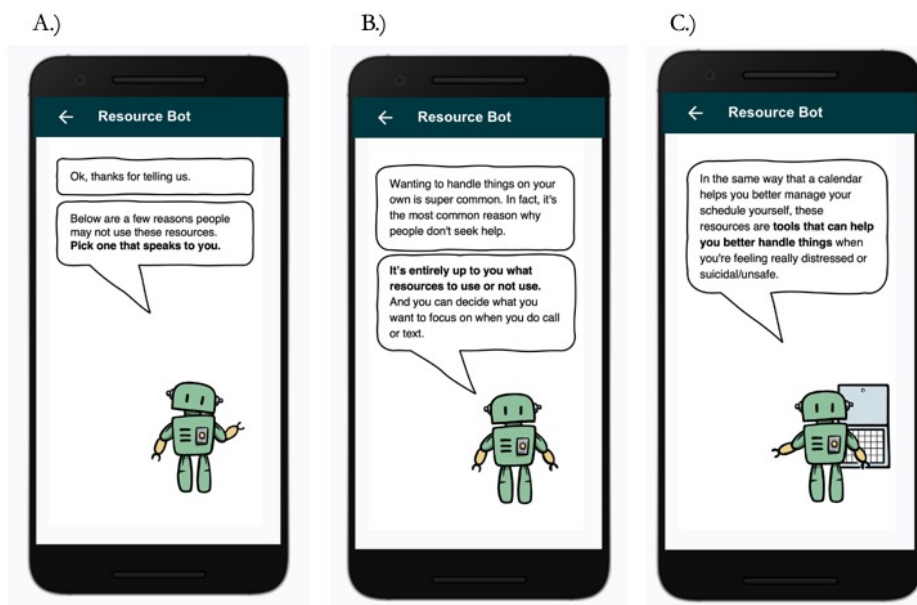 A.)
B.)
C.)
Resource Bot
Ok, thanks for telling us.
Below are a few reasons people
may not use these resources.
Pick one that speaks to you.
Resource Bot
Wanting to handle things on your
own is super common. In fact, it's
the most common reason why
people don't seek help.
It's entirely up to you what
resources to use or not use.
And you can decide what you
want to focus on when you do call
or text.
Resource Bot
In the same way that a calendar
helps you better manage your
schedule yourself, these
resources are tools that can help
you better handle things when
you're feeling really distressed or
suicidal/unsafe.